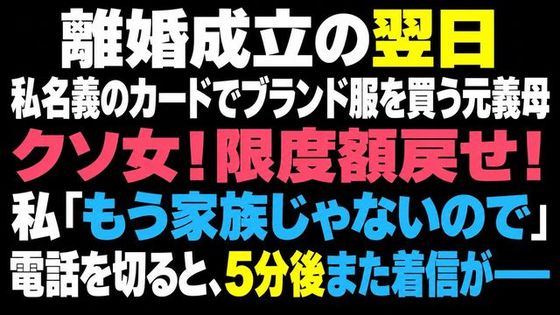 離婚成立の翌日
私名義のカードでブランド服を買う元義母
クソ女！限度額戻せ！
私「もう家族じゃないので」
電話を切ると、5分後また着信が──